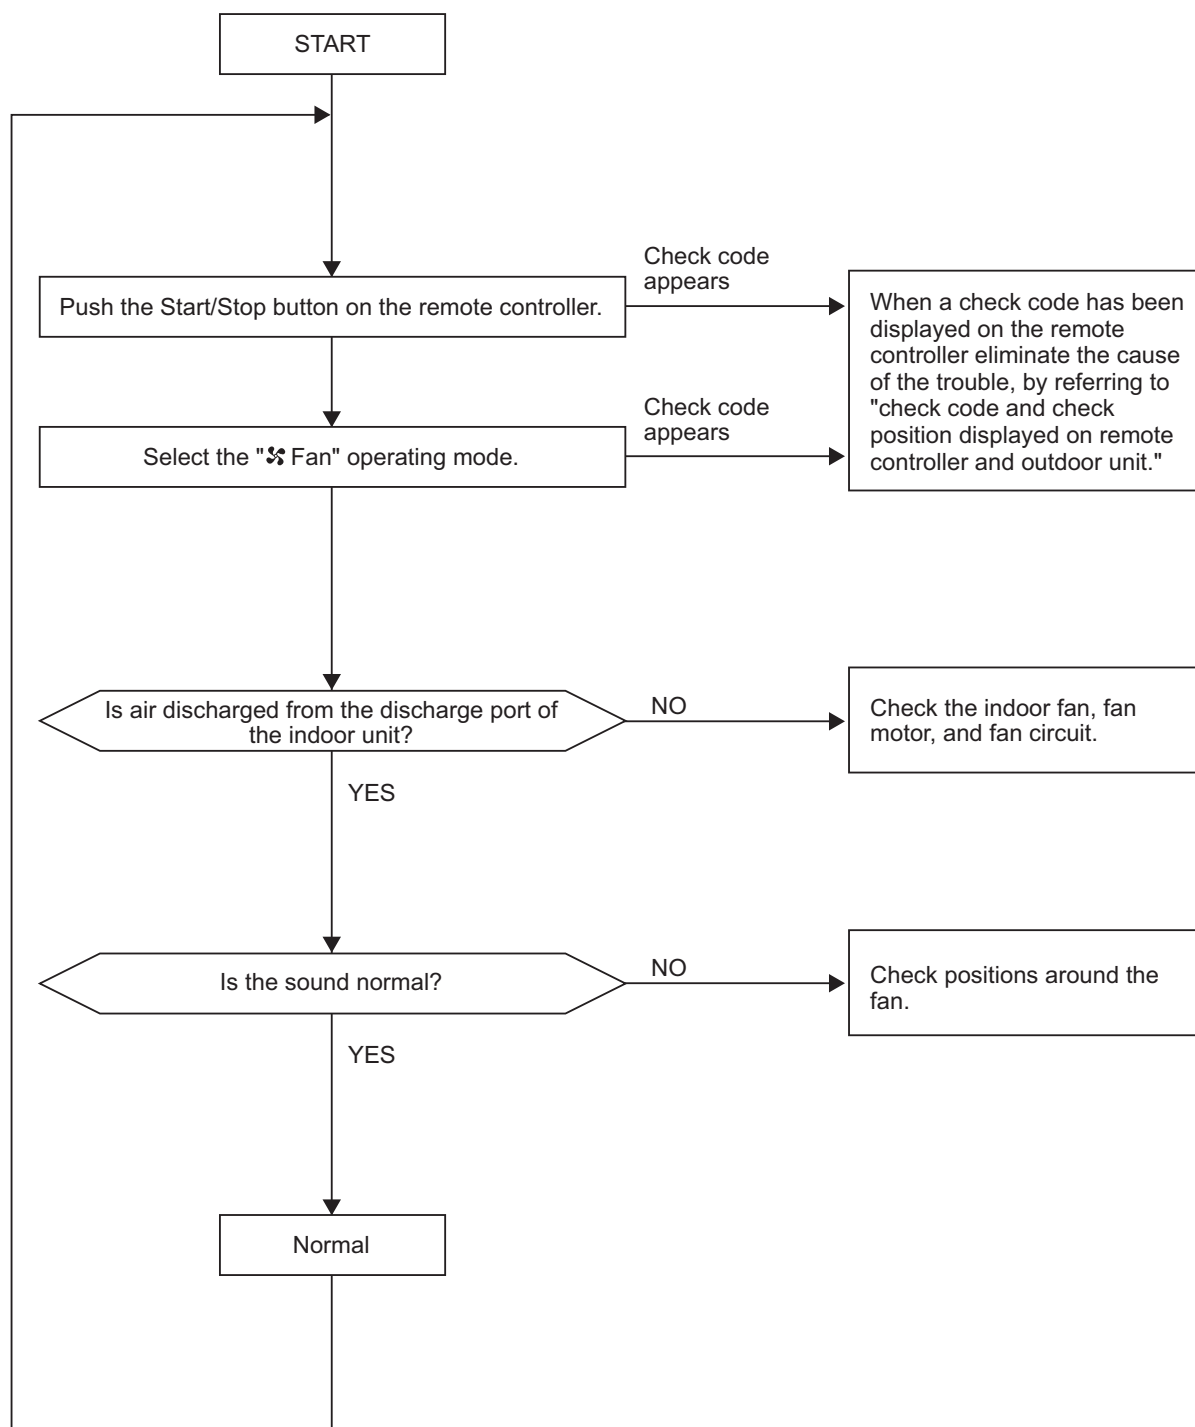 START
Check code
appears
Push the Start/Stop button on the remote controller.
When a check code has been
displayed on the remote
controller eliminate the cause
of the trouble, by referring to
"check code and check
position displayed on remote
controller and outdoor unit."
Check code
appears
Select the " Fan" operating mode.
Is air discharged from the discharge port of
the indoor unit?
NO
Check the indoor fan, fan
motor, and fan circuit.
YES
Is the sound normal?
NO
Check positions around the
fan.
YES
Normal